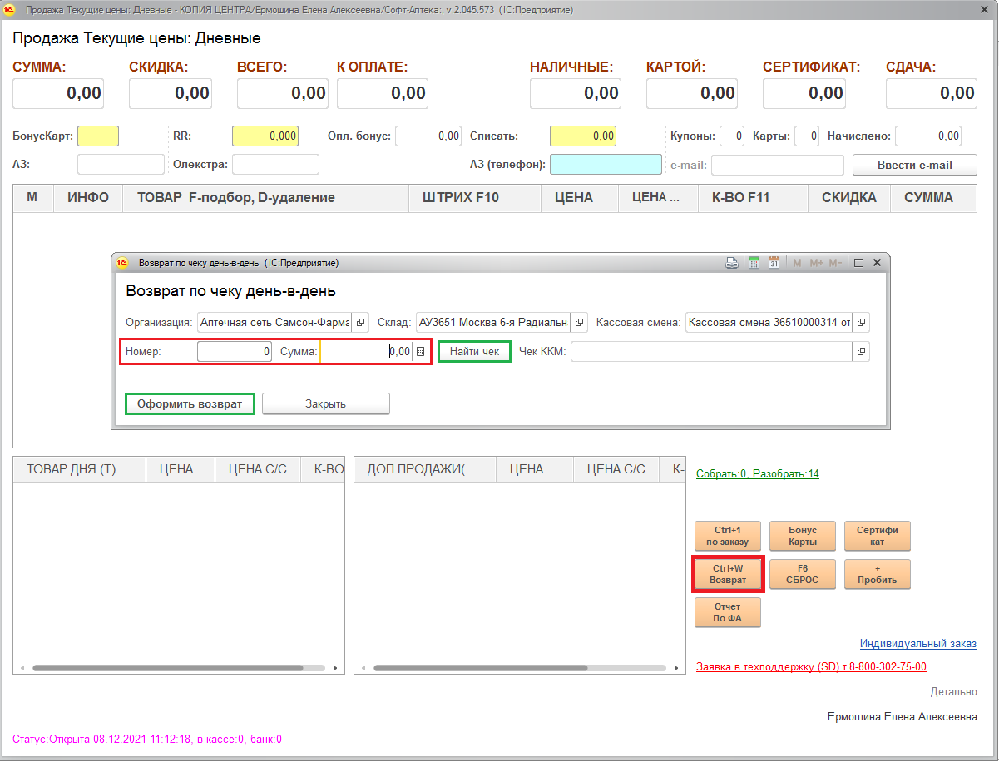 Продажа Текущие цены: Дневные - КОПИЯ ЦЕНТРА/Ермошина Елена Алексеевна/Софт-Аптека:, v.2.045.573 (1С:Предприятие)
Продажа Текущие цены: Дневные
СУММА: СКИДКА: ВСЕГО: К ОПЛАТЕ: НАЛИЧНЫЕ: КАРТОЙ: СЕРТИФИКАТ: СДАЧА:
0,00 0,00 0,00 0,00 0,00 0,00 0,00 0,00
БонусКарт: RR: 0,000 Опл. бонус: 0,00 Списать: 0,00 Купоны: 0 Карты: 0 Начислено: 0,00
АЗ: Олекстра: АЗ (телефон): e-mail: Ввести e-mail
М ИНФО ТОВАР F-подбор, D-удаление ШТРИХ F10 ЦЕНА ЦЕНА ... К-ВО F11 СКИДКА СУММА
Возврат по чеку день-в-день (1С:Предприятие) 31 M M+ M-
Возврат по чеку день-в-день
Организация: Аптечная сеть Самсон-Фарма Склад: АУ3651 Москва 6-я Радиальн Кассовая смена: Кассовая смена 36510000314 от
Номер: 0 Сумма: 0,00 Найти чек Чек ККМ:
Оформить возврат Закрыть
ТОВАР ДНЯ (Т) ЦЕНА ЦЕНА С/С К-ВО ДОП.ПРОДАЖИ(... ЦЕНА ЦЕНА С/С К-
Собрать:0, Разобрать:14
Ctrl+1 Бонус Сертифи
по заказу Карты кат
Ctrl+W F6 +
Возврат СБРОС Пробить
Отчет
По ФА
Индивидуальный заказ
Заявка в техподдержку (SD) т.8-800-302-75-00
Детально
Ермошина Елена Алексеевна
Статус:Открыта 08.12.2021 11:12:18, в кассе:0, банк:0